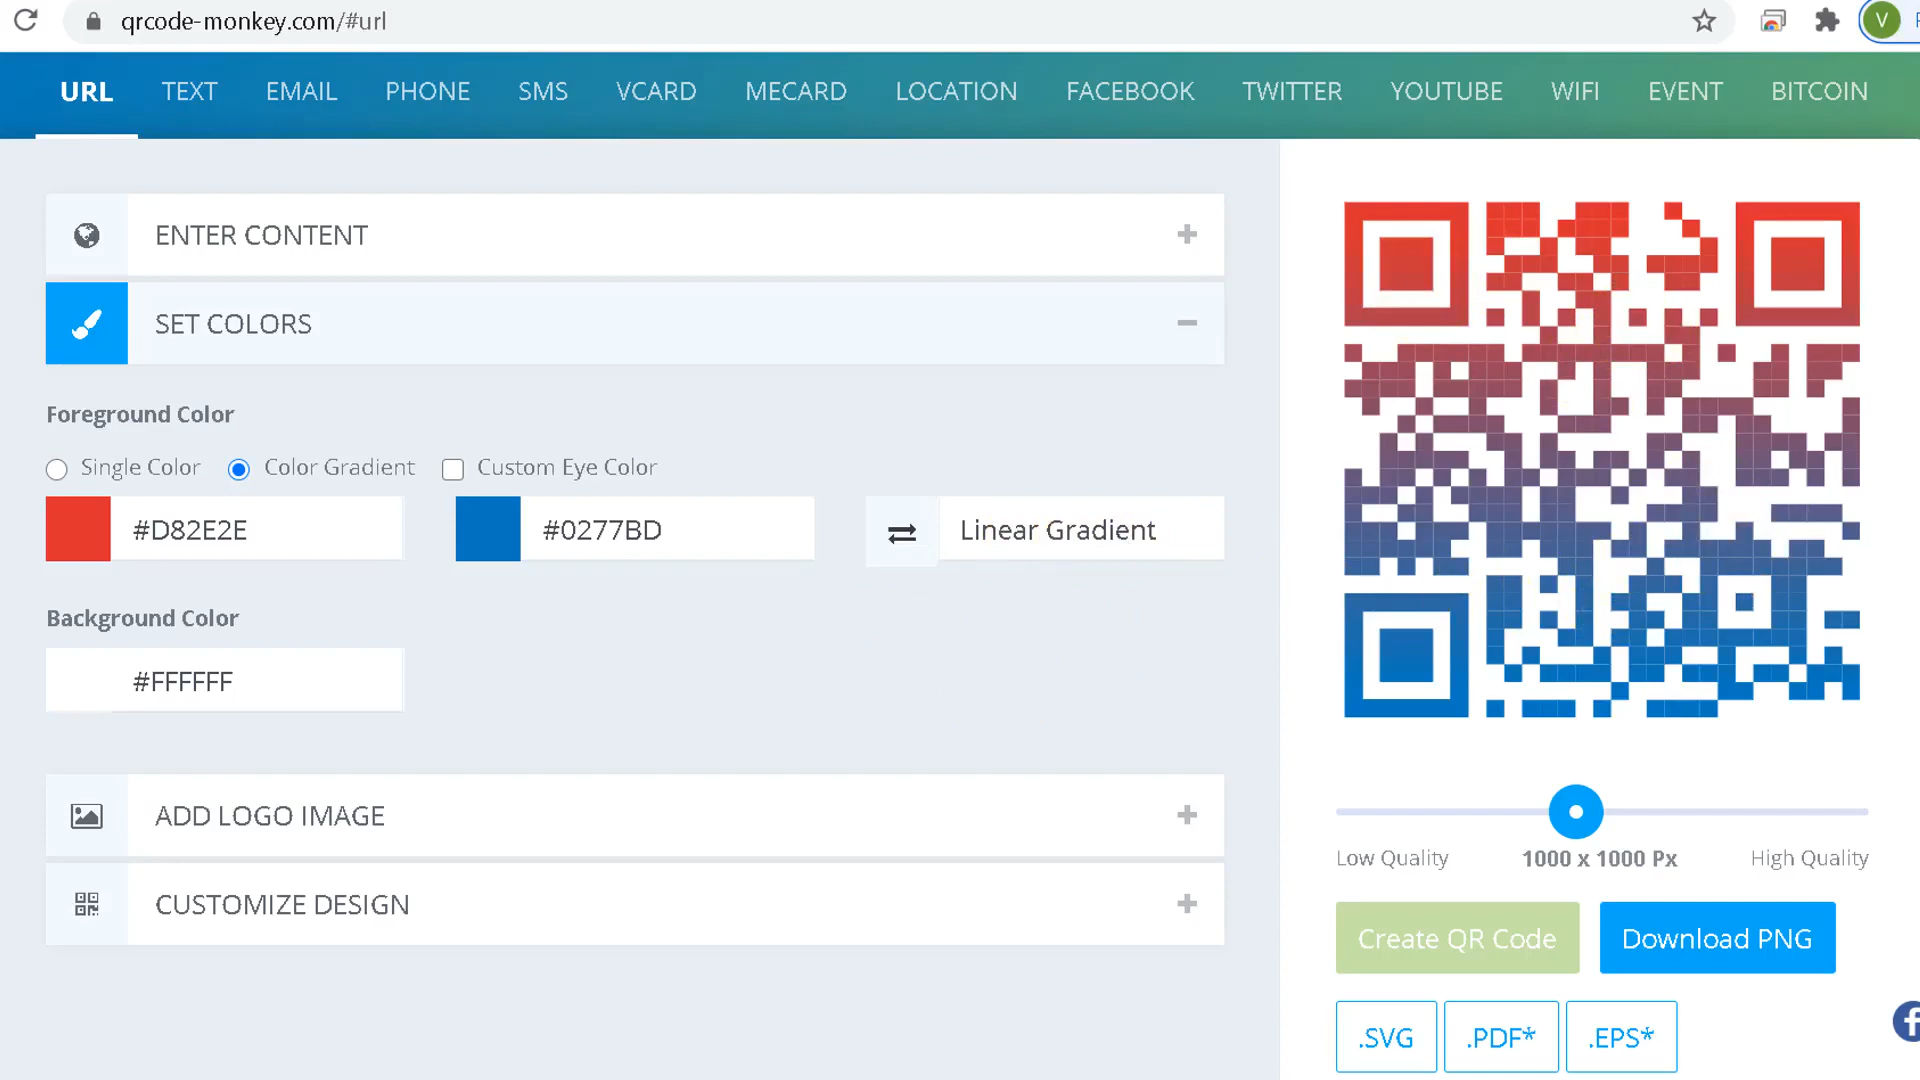 qrcode-monkey.com/#url
V
URL TEXT EMAIL PHONE SMS VCARD MECARD LOCATION FACEBOOK TWITTER YOUTUBE WIFI EVENT BITCOIN
ENTER CONTENT
SET COLORS
Foreground Color
Single Color Color Gradient Custom Eye Color
#D82E2E #0277BD Linear Gradient
Background Color
#FFFFFF
ADD LOGO IMAGE
CUSTOMIZE DESIGN
Low Quality 1000 x 1000 Px High Quality
Create QR Code Download PNG
.SVG .PDF* .EPS*